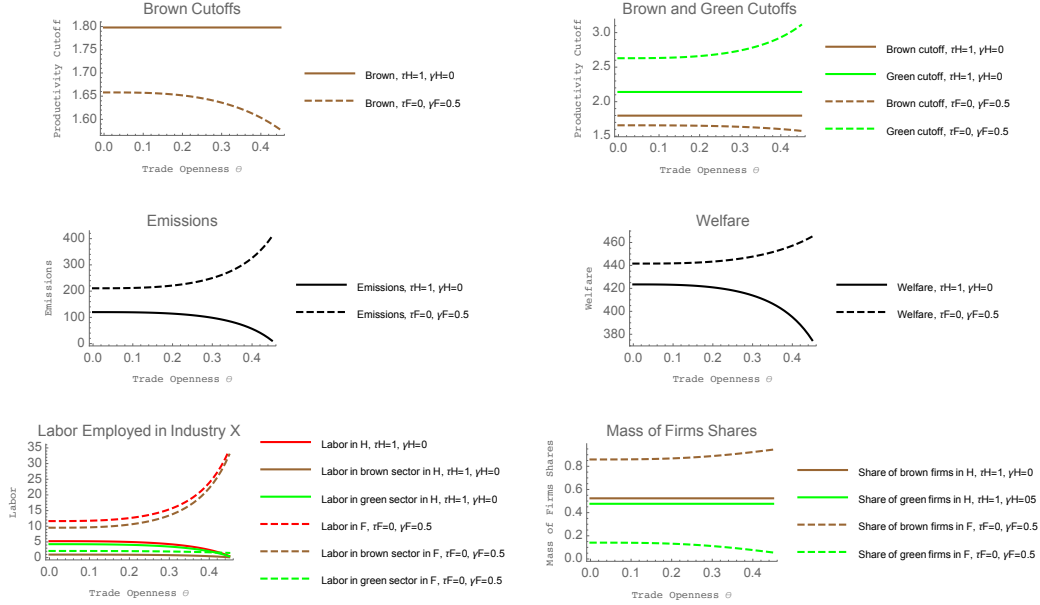 Brown Cutoffs
Productivity Cutoff
1.80
1.75
1.70
1.65
1.60
0.0 0.1 0.2 0.3 0.4
Trade Openness θ
Brown, τH=1, γH=0
Brown, τF=0, γF=0.5
Brown and Green Cutoffs
Productivity Cutoff
3.0
2.5
2.0
1.5
0.0 0.1 0.2 0.3 0.4
Trade Openness θ
Brown cutoff, τH=1, γH=0
Green cutoff, τH=1, γH=0
Brown cutoff, τF=0, γF=0.5
Green cutoff, τF=0, γF=0.5
Emissions
Emissions
400
300
200
100
0
0.0 0.1 0.2 0.3 0.4
Trade Openness θ
Emissions, τH=1, γH=0
Emissions, τF=0, γF=0.5
Welfare
Welfare
460
440
420
400
380
0.0 0.1 0.2 0.3 0.4
Trade Openness θ
Welfare, τH=1, γH=0
Welfare, τF=0, γF=0.5
Labor Employed in Industry X
Labor
35
30
25
20
15
10
5
0
0.0 0.1 0.2 0.3 0.4
Trade Openness θ
Labor in H, τH=1, γH=0
Labor in brown sector in H, τH=1, γH=0
Labor in green sector in H, τH=1, γH=0
Labor in F, τF=0, γF=0.5
Labor in brown sector in F, τF=0, γF=0.5
Labor in green sector in F, τF=0, γF=0.5
Mass of Firms Shares
Mass of Firms Shares
0.8
0.6
0.4
0.2
0.0
0.0 0.1 0.2 0.3 0.4
Trade Openness θ
Share of brown firms in H, τH=1, γH=0
Share of green firms in H, τH=1, γH=05
Share of brown firms in F, τF=0, γF=0.5
Share of green firms in F, τF=0, γF=0.5